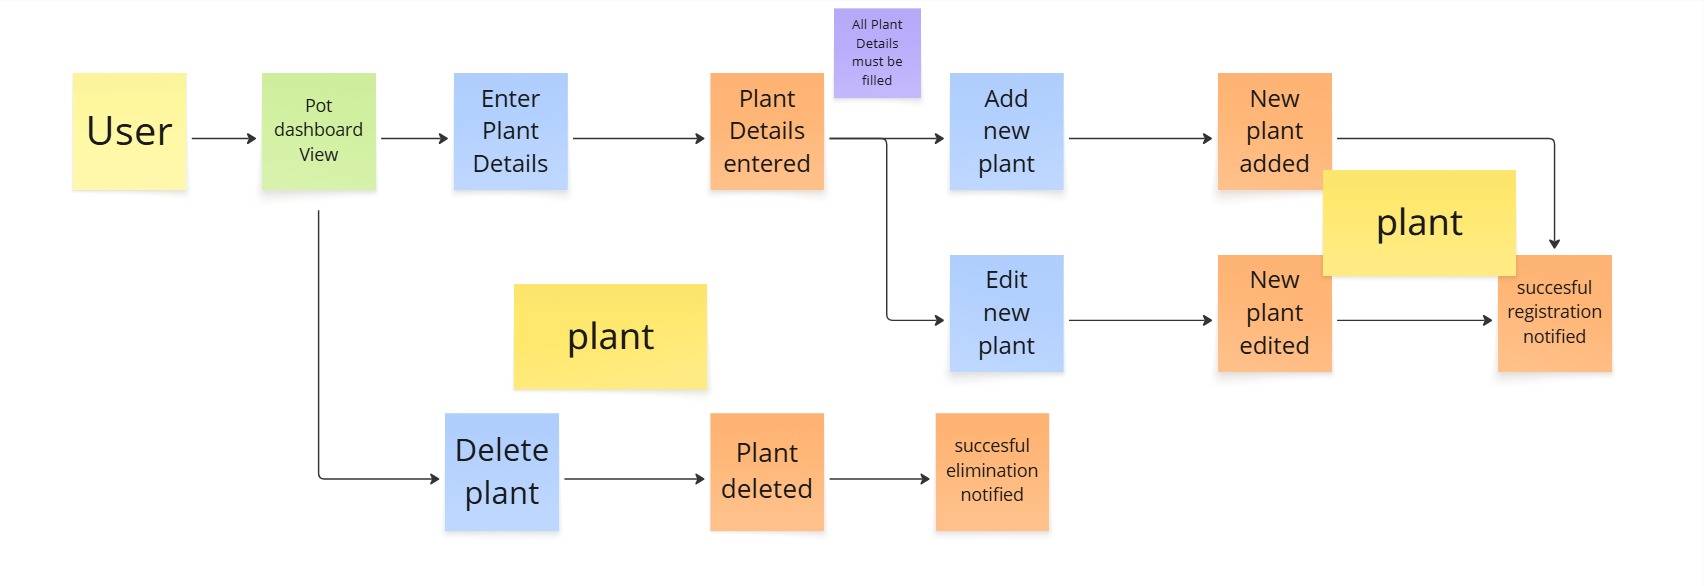 All Plant
Details
must be
filled
User
Pot
dashboard
View
Enter
Plant
Details
Plant
Details
entered
Add
new
plant
New
plant
added
plant
Edit
new
plant
New
plant
edited
succesful
registration
notified
plant
Delete
plant
Plant
deleted
succesful
elimination
notified